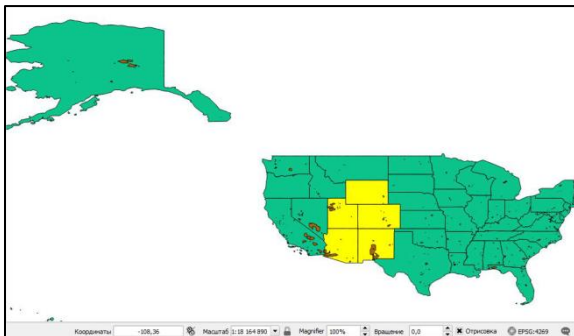 Координаты -108,36 Масштаб 1:18 164 890 Magnifier 100% Вращение 0,0 Отрисовка EPSG:4269